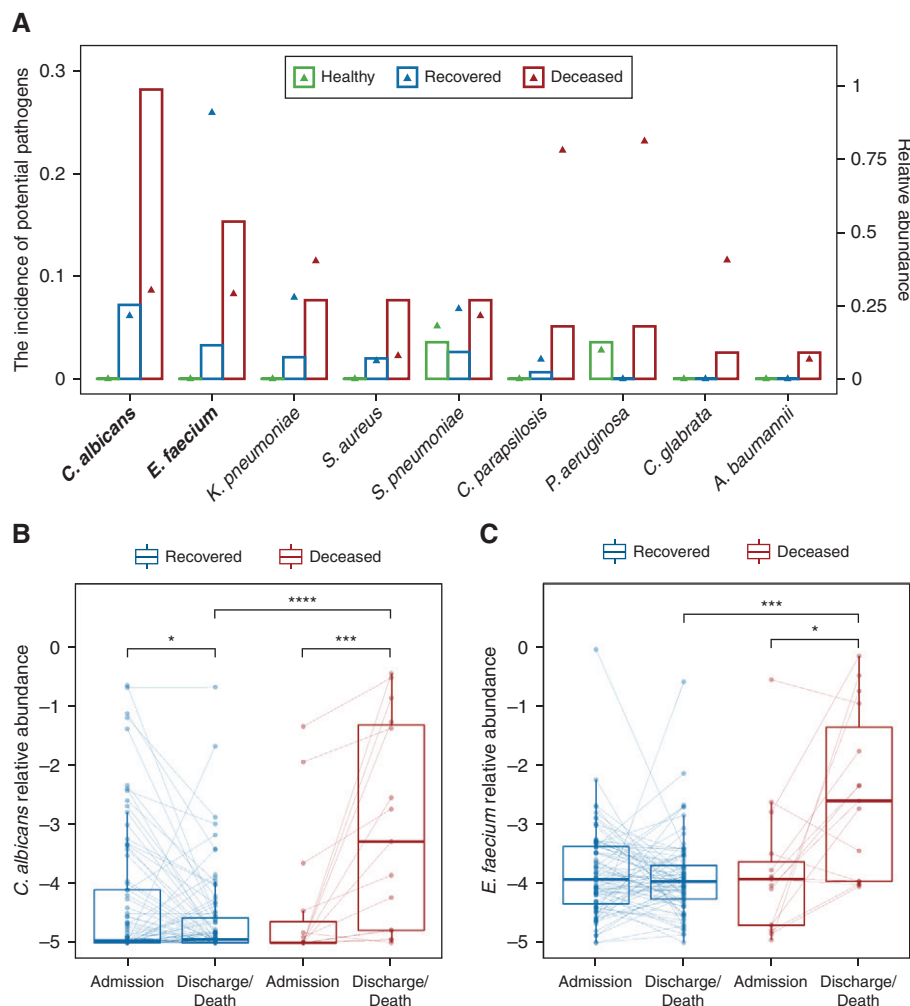 A
Healthy Recovered Deceased
The incidence of potential pathogens
0.3
0.2
0.1
0
1
0.75
0.5
0.25
0
Relative abundance
C. albicans
E. faecium
K. pneumoniae
S. aureus
S. pneumoniae
C. parapsilosis
P. aeruginosa
C. glabrata
A. baumannii
B
Recovered Deceased
C. albicans relative abundance
0
–1
–2
–3
–4
–5
*
****
***
Admission Discharge/ Admission Discharge/
Death Death
C
Recovered Deceased
E. faecium relative abundance
0
–1
–2
–3
–4
–5
***
*
Admission Discharge/ Admission Discharge/
Death Death